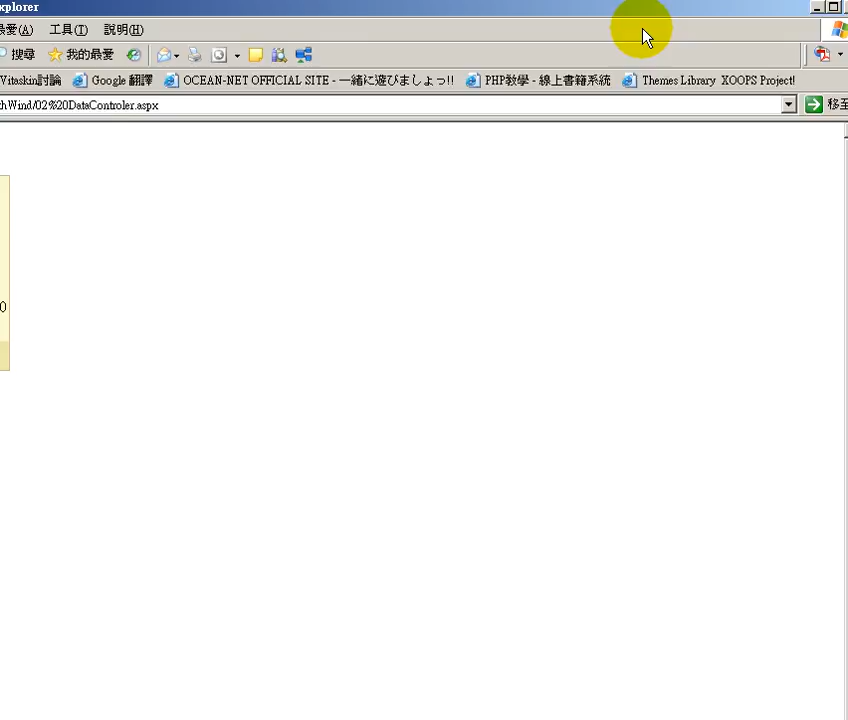 xplorer
最愛(A) 工具(T) 說明(H)
搜尋 我的最愛
Vitaskin討論 Google 翻譯 OCEAN-NET OFFICIAL SITE - 一緒に遊びましよっ!! PHP教學 - 線上書籍系統 Themes Library XOOPS Project!
thWind/02%20DataControler.aspx 移至
0